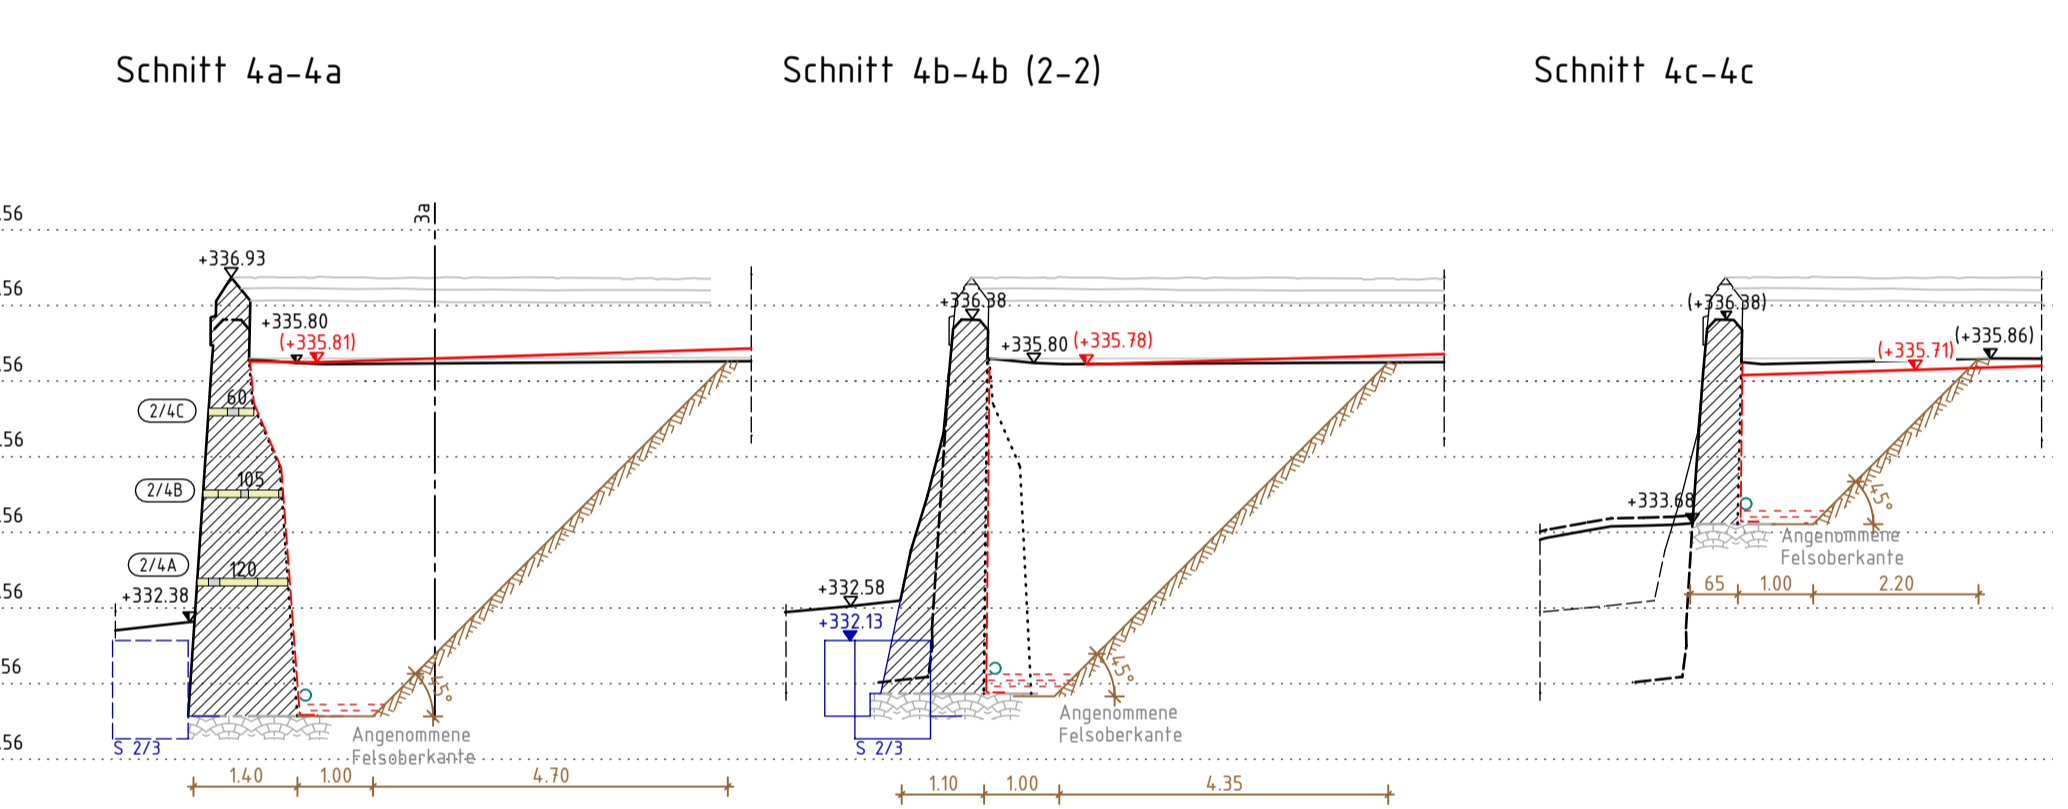 Schnitt 4a-4a
Schnitt 4b-4b (2-2)
Schnitt 4c-4c
.56
.56
.56
.56
.56
.56
56
.56
3a
+336.93
+335.80
(+335.81)
2/4C
60
2/4B
105
2/4A
120
+332.38
S 2/3
45°
Angenommene
Felsoberkante
1.40
1.00
4.70
+336.38
+335.80
(+335.78)
+332.58
+332.13
S 2/3
45°
Angenommene
Felsoberkante
1.10
1.00
4.35
(+336.38)
(+335.86)
(+335.71)
+333.68
45°
Angenommene
Felsoberkante
65
1.00
2.20